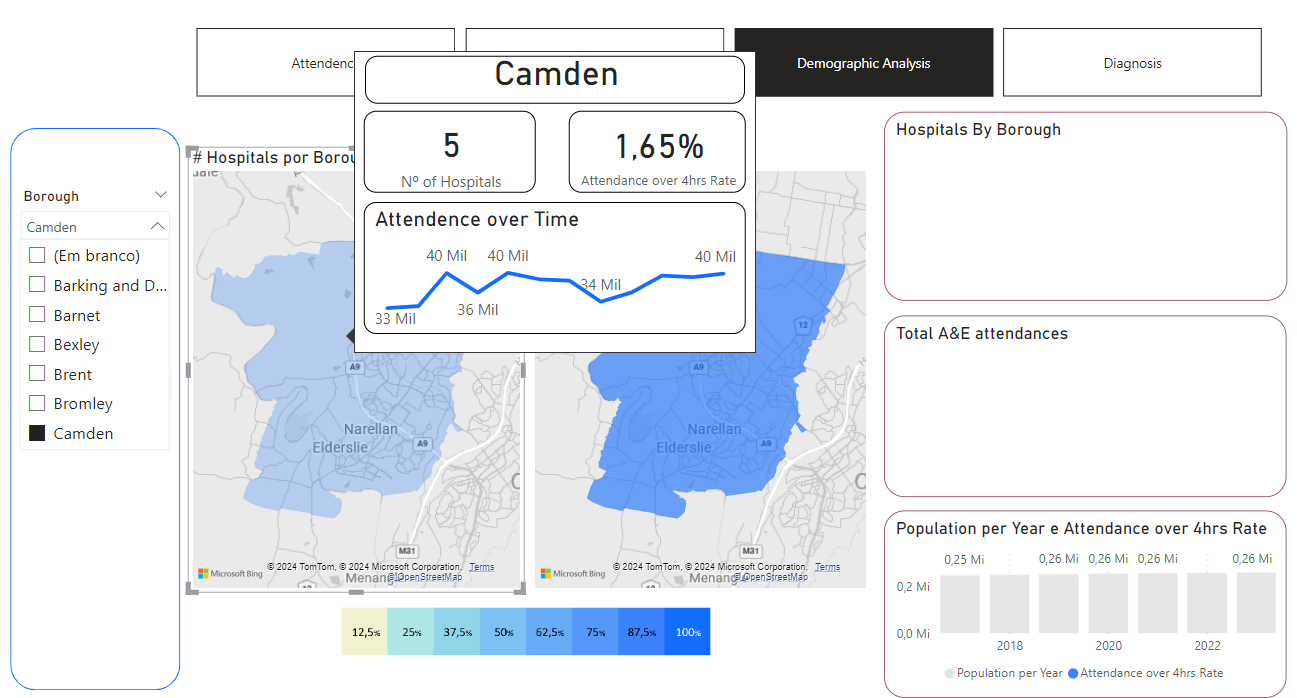 Attendenc
Demographic Analysis
Diagnosis
Camden
5
Nº of Hospitals
1,65%
Attendance over 4hrs Rate
Attendence over Time
40 Mil
40 Mil
40 Mil
34 Mil
36 Mil
33 Mil
Borough
Camden
(Em branco)
Barking and D...
Barnet
Bexley
Brent
Bromley
Camden
# Hospitals por Borou
A9
Narellan
Elderslie
A9
M31
© 2024 TomTom, © 2024 Microsoft Corporation, Terms
© OpenStreetMap
Microsoft Bing
12
A9
Narellan
Elderslie
A9
M31
© 2024 TomTom, © 2024 Microsoft Corporation, Terms
© OpenStreetMap
Microsoft Bing
12,5%
25%
37,5%
50%
62,5%
75%
87,5%
100%
Hospitals By Borough
Total A&E attendances
Population per Year e Attendance over 4hrs Rate
0,25 Mi
0,26 Mi
0,26 Mi
0,26 Mi
0,26 Mi
0,2 Mi
0,0 Mi
2018
2020
2022
Population per Year
Attendance over 4hrs Rate